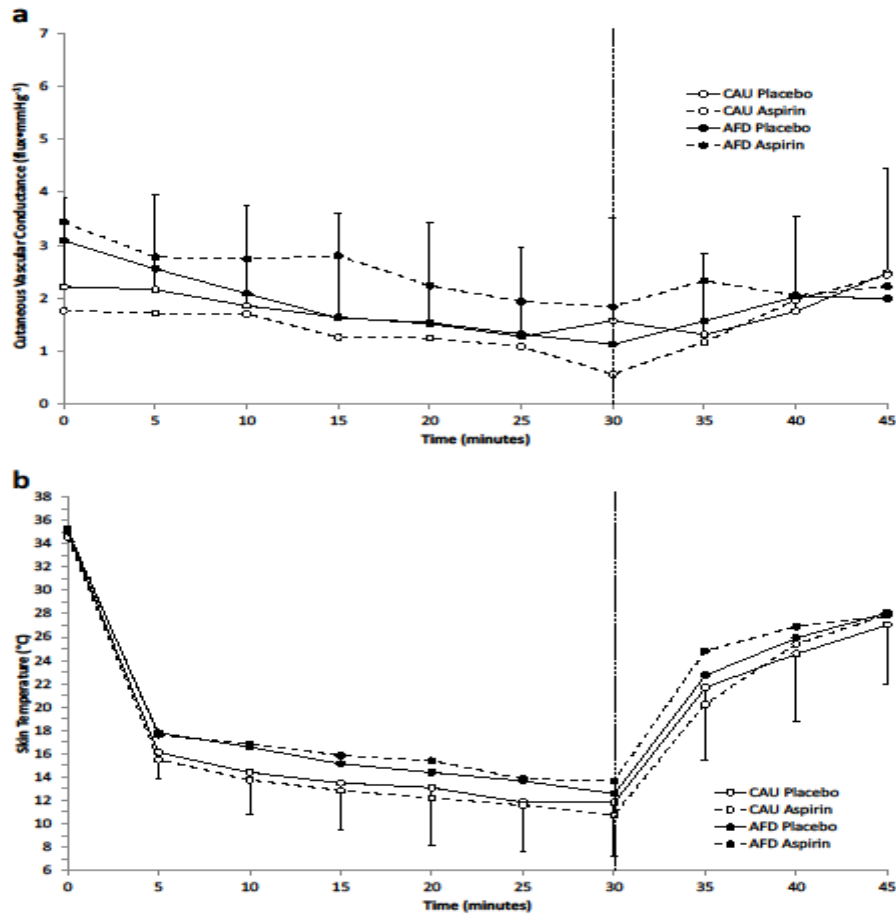 a
7
6
5
4
3
2
1
0
Cutaneous Vascular Conductance (flux•mmHg-1)
CAU Placebo
CAU Aspirin
AFD Placebo
AFD Aspirin
0 5 10 15 20 25 30 35 40 45
Time (minutes)
b
38
36
34
32
30
28
26
24
22
20
18
16
14
12
10
8
6
Skin Temperature (°C)
CAU Placebo
CAU Aspirin
AFD Placebo
AFD Aspirin
0 5 10 15 20 25 30 35 40 45
Time (minutes)